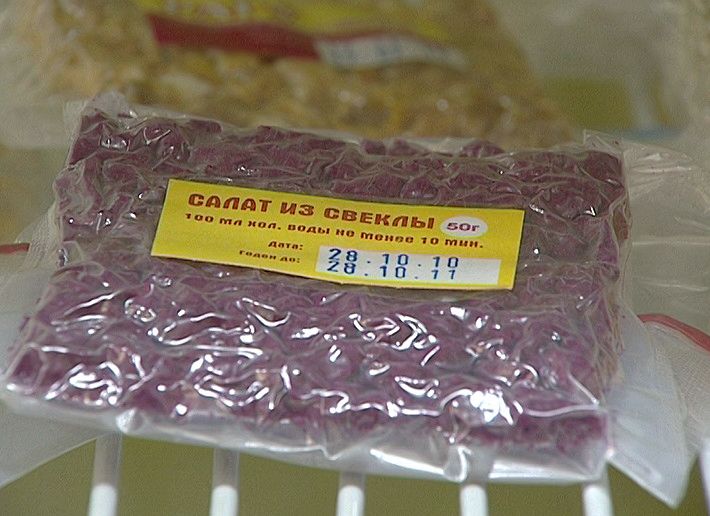 САЛАТ ИЗ СВЕКЛЫ 50г
100 мл хол. воды не менее 10 мин.
Дата: 28.10.10
Годен до: 28.10.11